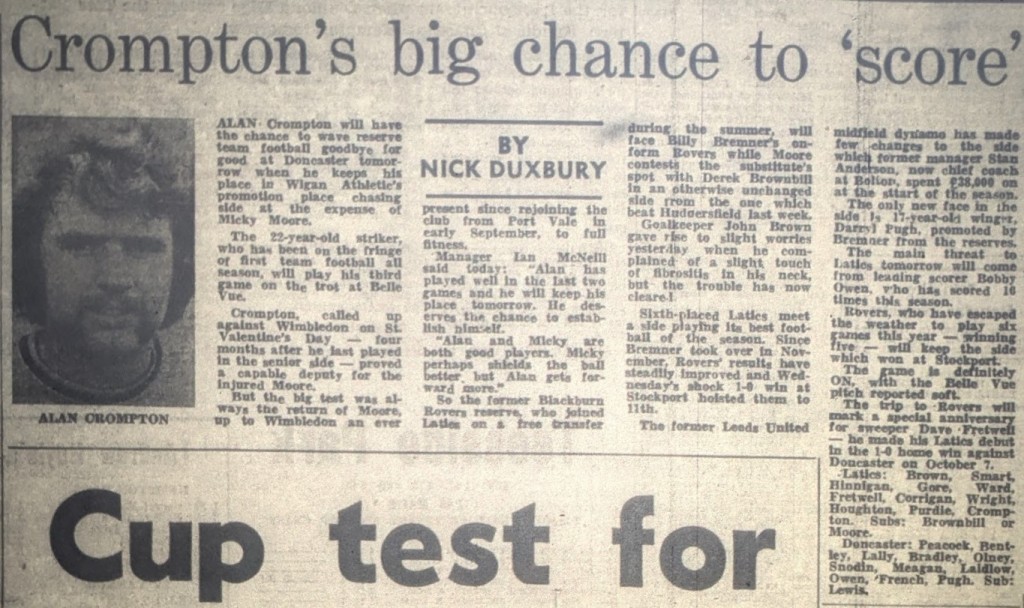 Crompton's big chance to 'score'
ALAN CROMPTON
ALAN Crompton will have
the chance to wave reserve
team football goodbye for
good at Doncaster tomor-
row when he keeps his
place in Wigan Athletic's
promotion place chasing
side at the expense of
Micky Moore.
The 22-year-old striker,
who has been on the fringe
of first team football all
season, will play his third
game on the trot at Belle
Vue.
Crompton, called up
against Wimbledon on St.
Valentine's Day — four
months after he last played
in the senior side — proved
a capable deputy for the
injured Moore.
But the big test was al-
ways the return of Moore,
up to Wimbledon an ever
BY
NICK DUXBURY
present since rejoining the
club from Port Vale in
early September, to full
fitness.
Manager Ian McNeill
said today: "Alan has
played well in the last two
games and he will keep his
place tomorrow. He des-
erves the chance to estab-
lish himself.
"Alan and Micky are
both good players. Micky
perhaps shields the ball
better but Alan gets for-
ward more."
So the former Blackburn
Rovers reserve, who joined
Latics on a free transfer
during the summer, will
face Billy Bremner's on-
form Rovers while Moore
contests the substitute's
spot with Derek Brownbill
in an otherwise unchanged
side from the one which
beat Huddersfield last week.
Goalkeeper John Brown
gave rise to slight worries
yesterday when he com-
plained of a slight touch
of fibrositis in his neck,
but the trouble has now
cleared.
Sixth-placed Latics meet
a side playing its best foot-
ball of the season. Since
Bremner took over in Nov-
ember, Rovers' results have
steadily improved and Wed-
nesday's shock 1-0 win at
Stockport hoisted them to
11th.
The former Leeds United
midfield dynamo has made
few changes to the side
which former manager Stan
Anderson, now chief coach
at Bolton, spent £38,000 on
at the start of the season.
The only new face in the
side is 17-year-old winger,
Darryl Pugh, promoted by
Bremner from the reserves.
The main threat to
Latics tomorrow will come
from leading scorer Bobby
Owen, who has scored 16
times this season.
Rovers, who have escaped
the weather to play six
games this year — winning
five — will keep the side
which won at Stockport.
The game is definitely
ON, with the Belle Vue
pitch reported soft.
The trip to Rovers will
mark a special anniversary
for sweeper Dave Fretwell
— he made his Latics debut
in the 1-0 home win against
Doncaster on October 7.
Latics: Brown, Smart,
Hinnigan, Gore, Ward,
Fretwell, Corrigan, Wright,
Houghton, Purdie, Cromp-
ton. Subs: Brownbill or
Moore.
Doncaster: Peacock, Bent-
ley, Lally, Bradley, Olney,
Snodin, Meagan, Laidlow,
Owen, French, Pugh. Sub:
Lewis.
Cup test for